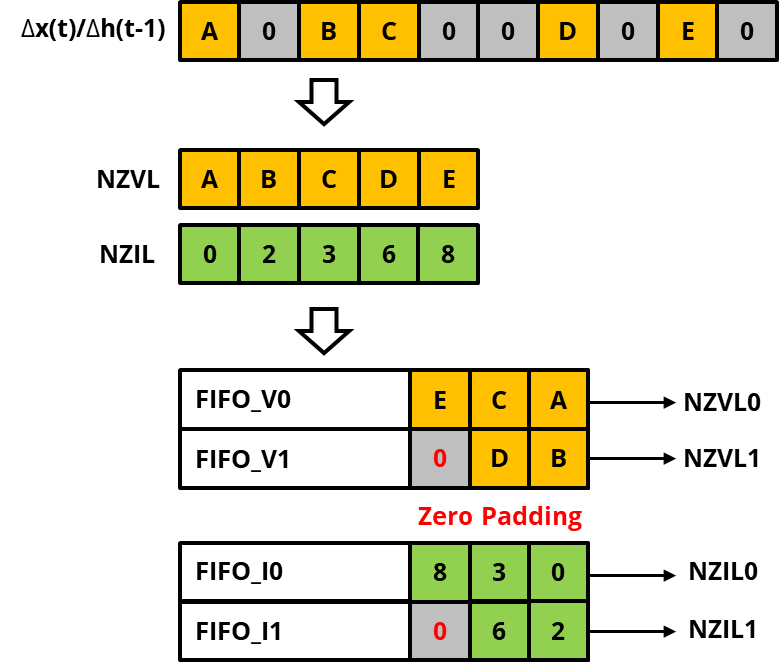 Δx(t)/Δh(t-1) A 0 B C 0 0 D 0 E 0
NZVL A B C D E
NZIL 0 2 3 6 8
FIFO_V0 E C A NZVL0
FIFO_V1 0 D B NZVL1
Zero Padding
FIFO_I0 8 3 0 NZIL0
FIFO_I1 0 6 2 NZIL1